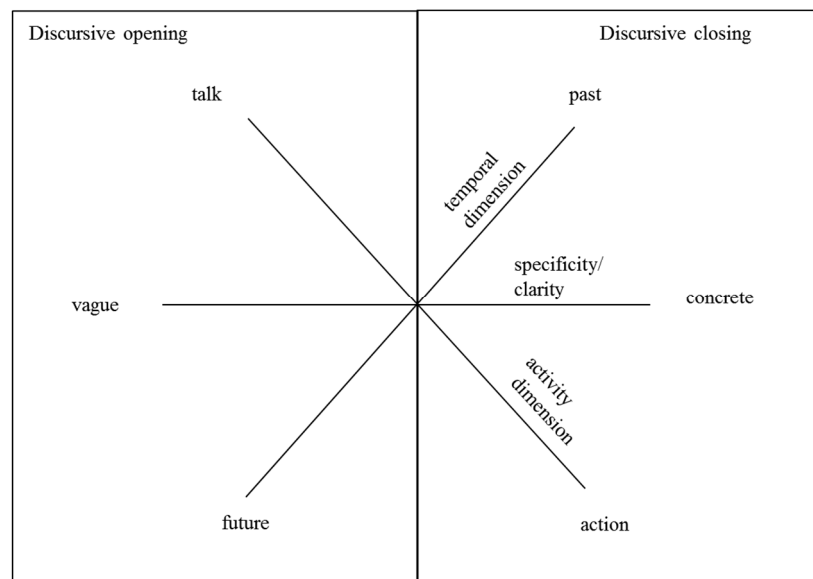 Discursive opening
Discursive closing
talk
past
temporal
dimension
specificity/
clarity
vague
concrete
activity
dimension
future
action